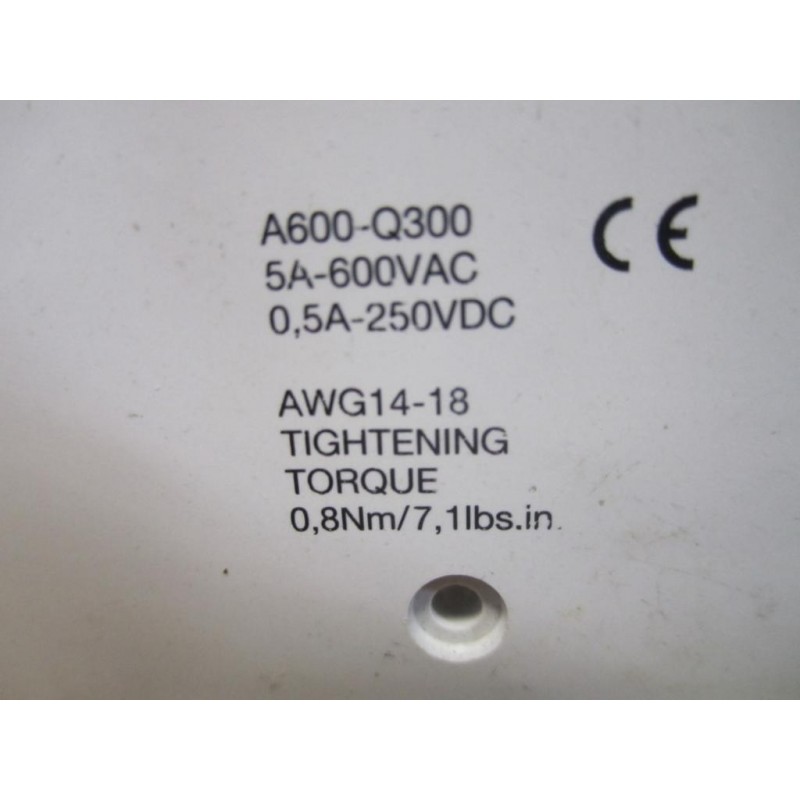 A600-Q300
5A-600VAC
0,5A-250VDC
CE
AWG14-18
TIGHTENING
TORQUE
0,8Nm/7,1lbs.in.